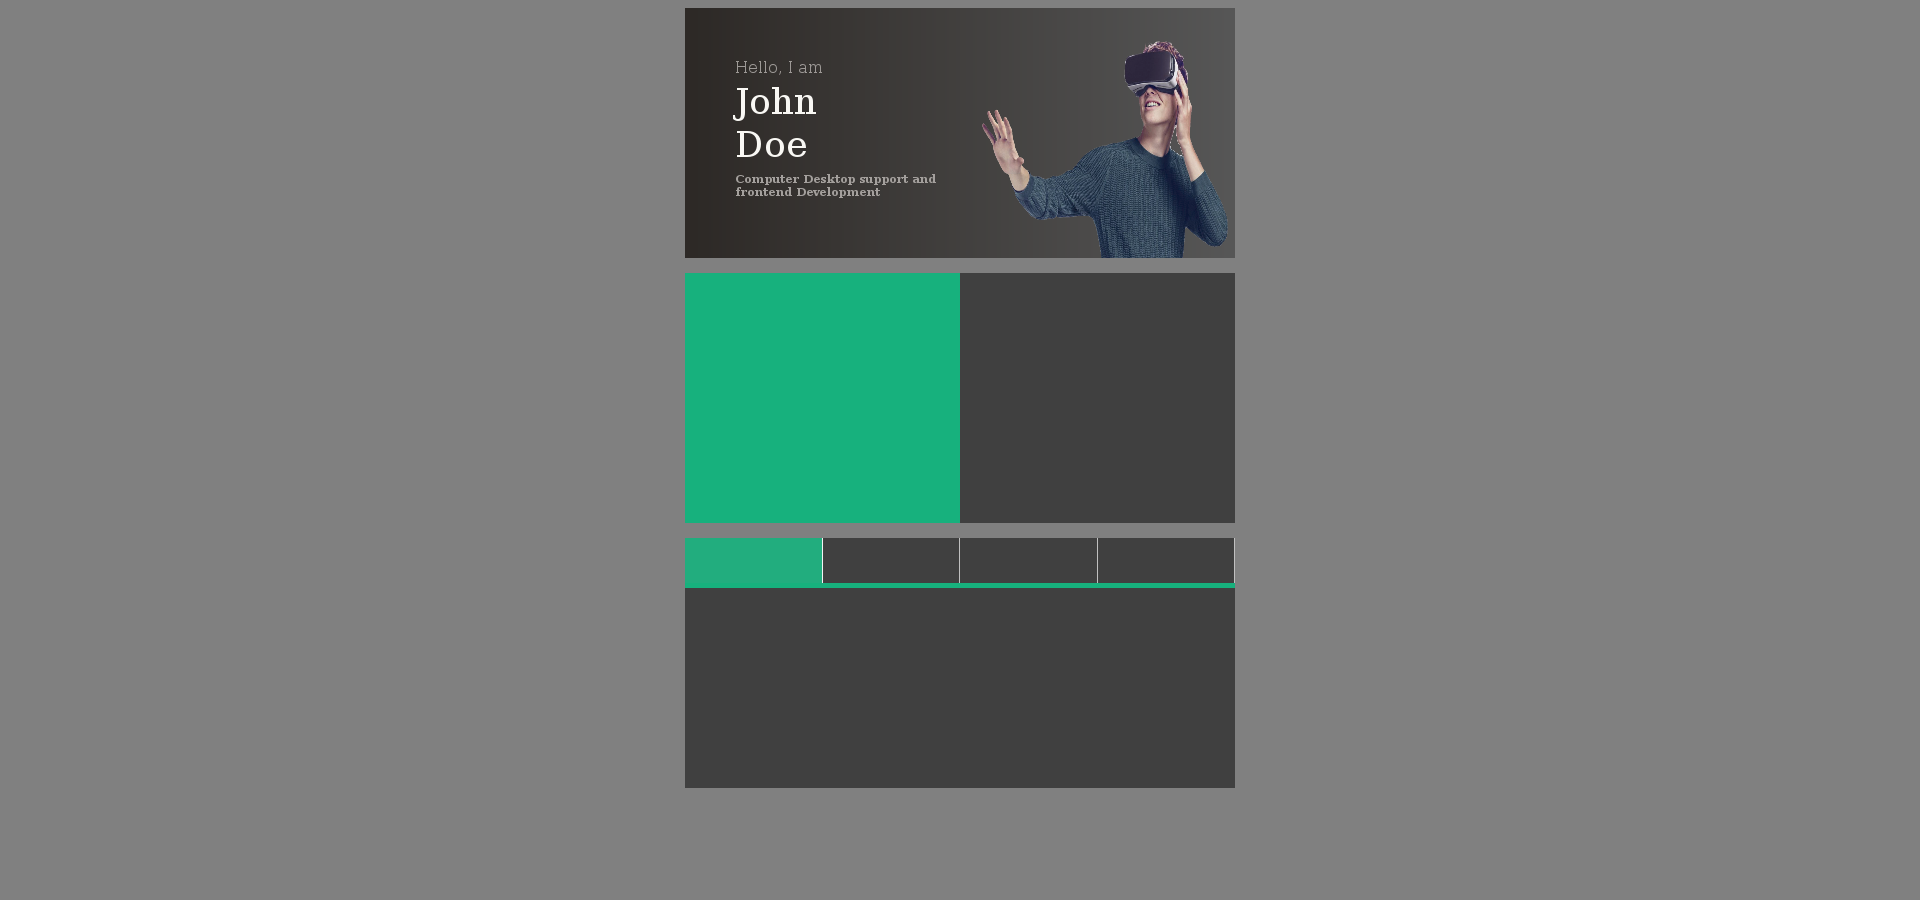 Hello, I am
John
Doe
Computer Desktop support and
frontend Development